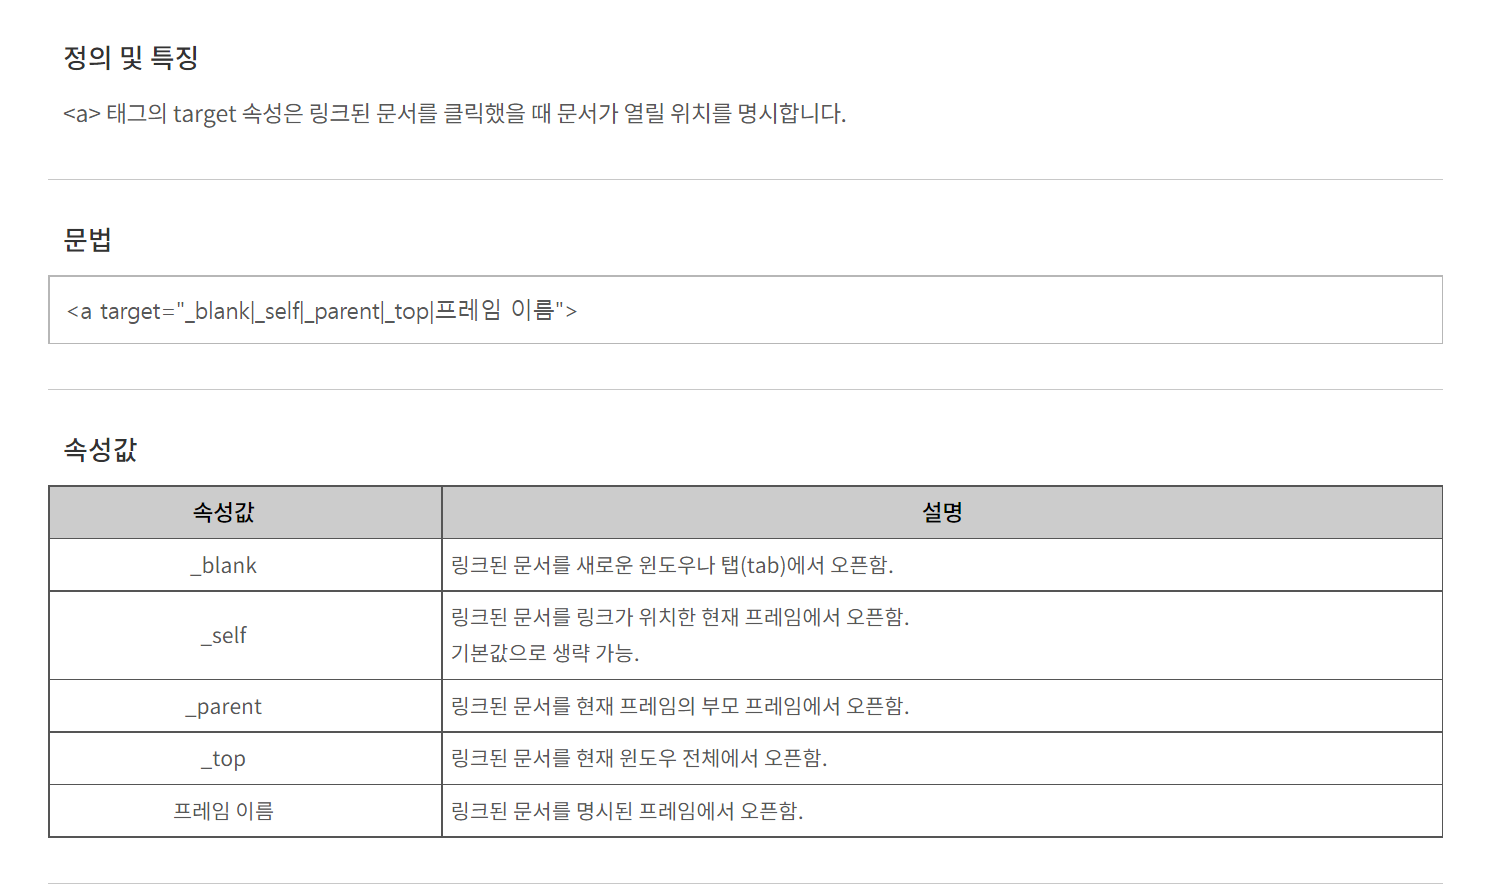 정의 및 특징
<a> 태그의 target 속성은 링크된 문서를 클릭했을 때 문서가 열릴 위치를 명시합니다.
문법
<a target="_blank|_self|_parent|_top|프레임 이름">
속성값
속성값 설명
_blank 링크된 문서를 새로운 윈도우나 탭(tab)에서 오픈함.
_self 링크된 문서를 링크가 위치한 현재 프레임에서 오픈함.
기본값으로 생략 가능.
_parent 링크된 문서를 현재 프레임의 부모 프레임에서 오픈함.
_top 링크된 문서를 현재 윈도우 전체에서 오픈함.
프레임 이름 링크된 문서를 명시된 프레임에서 오픈함.